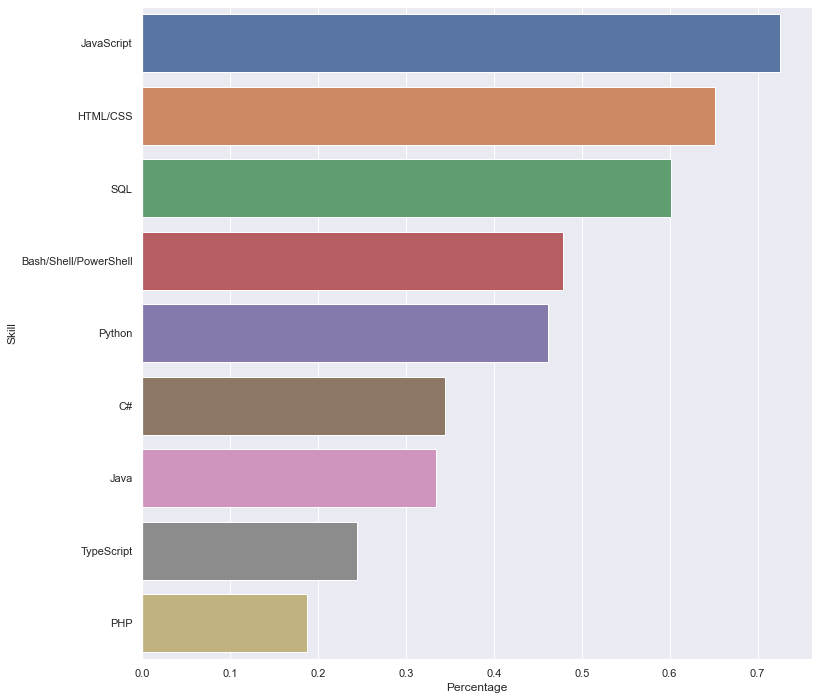 JavaScript
HTML/CSS
SQL
Bash/Shell/PowerShell
Python
C#
Java
TypeScript
PHP
Skill
0.0 0.1 0.2 0.3 0.4 0.5 0.6 0.7
Percentage